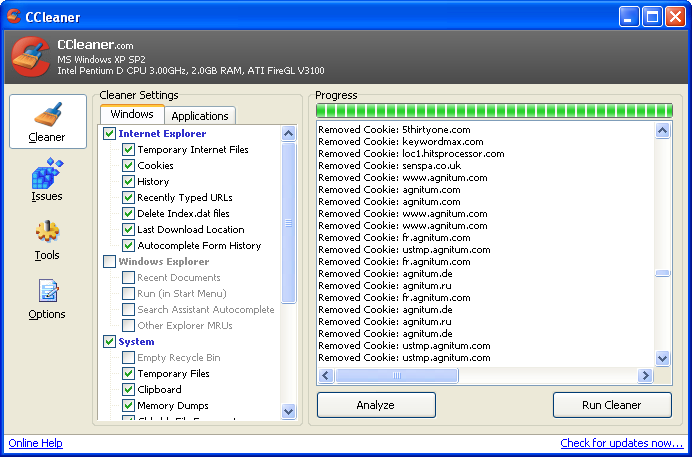 CCleaner
CCleaner.com
MS Windows XP SP2
Intel Pentium D CPU 3.00GHz, 2.0GB RAM, ATI FireGL V3100
Cleaner
Issues
Tools
Options
Cleaner Settings
Windows
Applications
Internet Explorer
Temporary Internet Files
Cookies
History
Recently Typed URLs
Delete Index.dat files
Last Download Location
Autocomplete Form History
Windows Explorer
Recent Documents
Run (in Start Menu)
Search Assistant Autocomplete
Other Explorer MRUs
System
Empty Recycle Bin
Temporary Files
Clipboard
Memory Dumps
Progress
Removed Cookie: 5thirtyone.com
Removed Cookie: keywordmax.com
Removed Cookie: loc1.hitsprocessor.com
Removed Cookie: senspa.co.uk
Removed Cookie: www.agnitum.com
Removed Cookie: agnitum.com
Removed Cookie: agnitum.com
Removed Cookie: www.agnitum.com
Removed Cookie: www.agnitum.com
Removed Cookie: fr.agnitum.com
Removed Cookie: ustmp.agnitum.com
Removed Cookie: fr.agnitum.com
Removed Cookie: agnitum.de
Removed Cookie: agnitum.ru
Removed Cookie: fr.agnitum.com
Removed Cookie: agnitum.de
Removed Cookie: agnitum.ru
Removed Cookie: agnitum.de
Removed Cookie: ustmp.agnitum.com
Removed Cookie: ustmp.agnitum.com
Analyze
Run Cleaner
Online Help
Check for updates now...